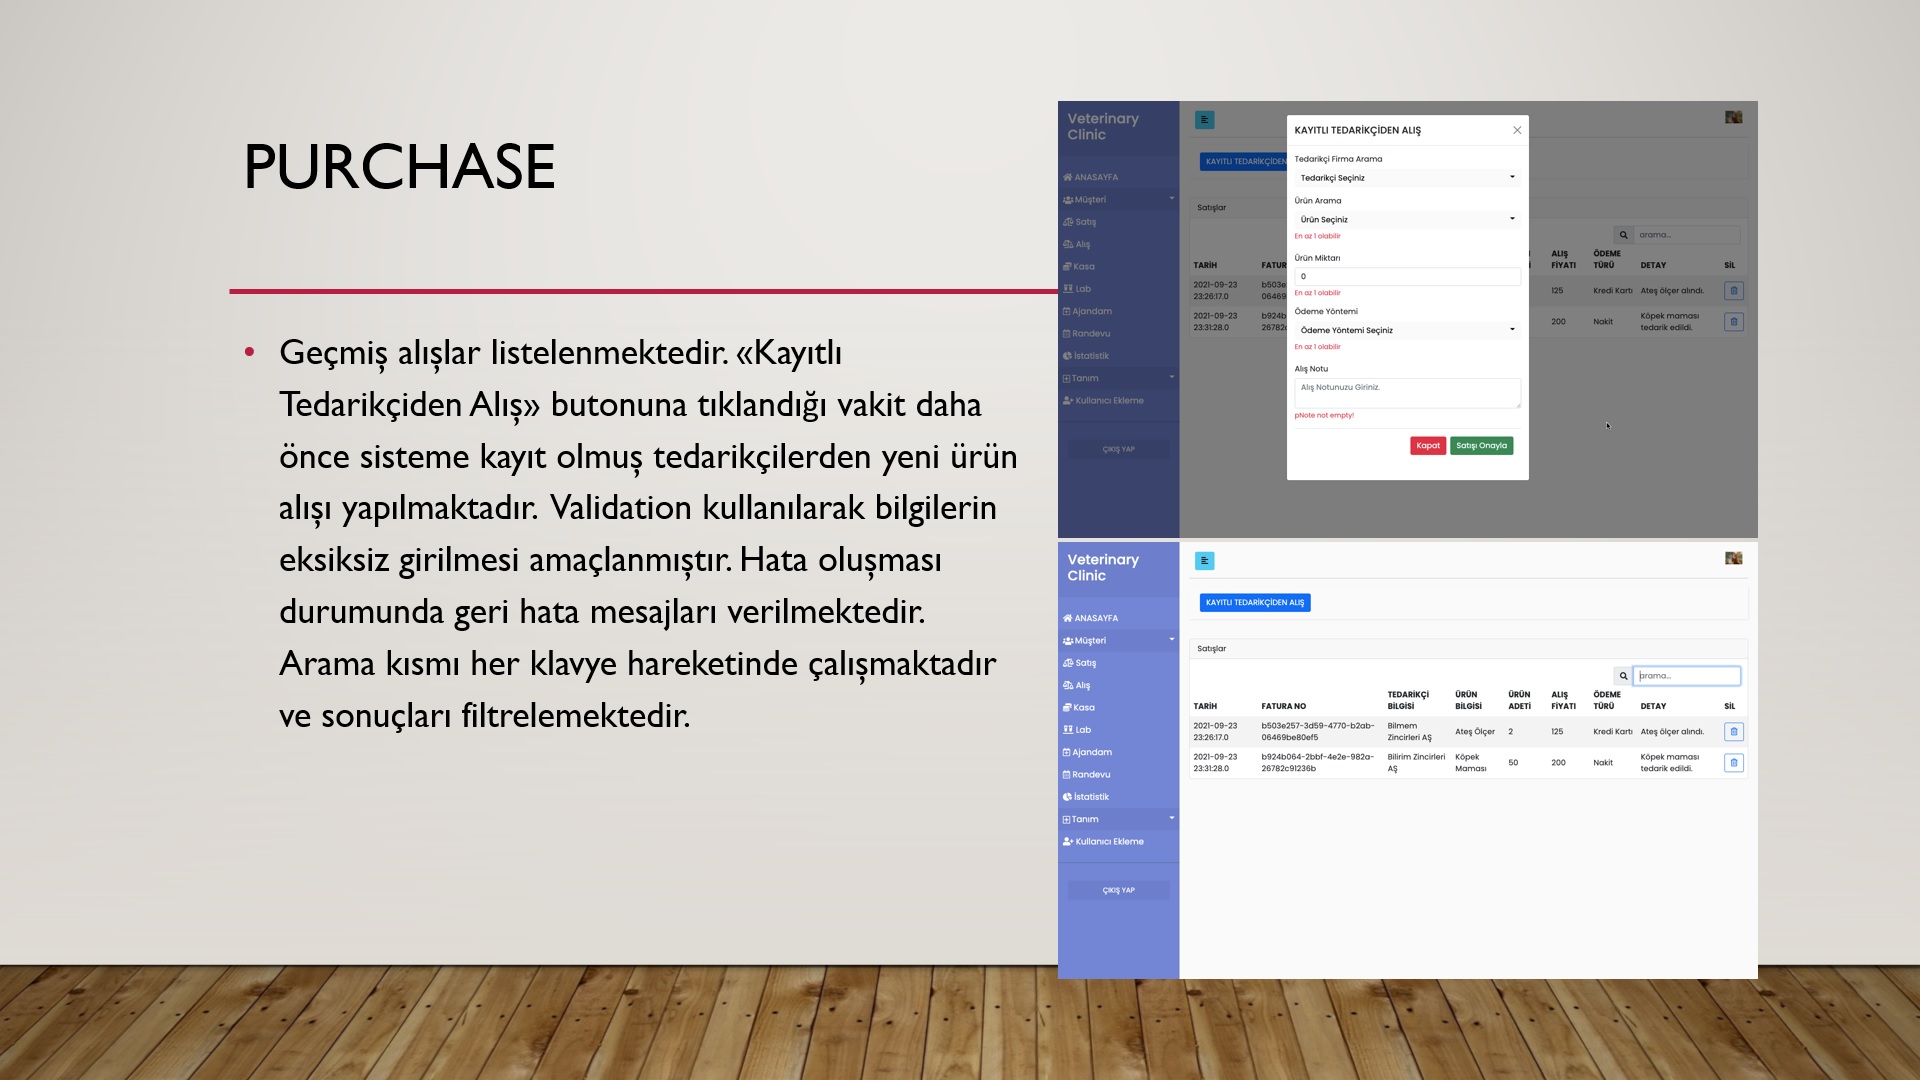 PURCHASE
• Geçmiş alışlar listelenmektedir. «Kayıtlı
Tedarikçiden Alış» butonuna tıklandığı vakit daha
önce sisteme kayıt olmuş tedarikçilerden yeni ürün
alışı yapılmaktadır. Validation kullanılarak bilgilerin
eksiksiz girilmesi amaçlanmıştır. Hata oluşması
durumunda geri hata mesajları verilmektedir.
Arama kısmı her klavye hareketinde çalışmaktadır
ve sonuçları filtrelemektedir.
Veterinary
Clinic
ANASAYFA
Müşteri
Satış
Alış
Kasa
Lab
Ajandam
Randevu
İstatistik
Tanım
Kullanıcı Ekleme
ÇIKIŞ YAP
KAYITLI TEDARİKÇİDEN
Satışlar
arama...
TARİH FATUR ALIŞ FİYATI ÖDEME TÜRÜ DETAY SİL
2021-09-23 b503e 125 Kredi Kartı Ateş ölçer alındı.
23:26:17.0 06469
2021-09-23 b924b 200 Nakit Köpek maması
23:31:28.0 26782c tedarik edildi.
KAYITLI TEDARİKÇİDEN ALIŞ
Tedarikçi Firma Arama
Tedarikçi Seçiniz
Ürün Arama
Ürün Seçiniz
En az 1 olabilir
Ürün Miktarı
0
En az 1 olabilir
Ödeme Yöntemi
Ödeme Yöntemi Seçiniz
En az 1 olabilir
Alış Notu
Alış Notunuzu Giriniz.
pNote not empty!
Kapat Satışı Onayla
Veterinary
Clinic
ANASAYFA
Müşteri
Satış
Alış
Kasa
Lab
Ajandam
Randevu
İstatistik
Tanım
Kullanıcı Ekleme
ÇIKIŞ YAP
KAYITLI TEDARİKÇİDEN ALIŞ
Satışlar
arama...
TEDARİKÇİ ÜRÜN ÜRÜN ALIŞ ÖDEME
TARİH FATURA NO BİLGİSİ BİLGİSİ ADETİ FİYATI TÜRÜ DETAY SİL
2021-09-23 b503e257-3d59-4770-b2ab- Bilmem Ateş Ölçer 2 125 Kredi Kartı Ateş ölçer alındı.
23:26:17.0 06469be80ef5 Zincirleri AŞ
2021-09-23 b924b064-2bbf-4e2e-982a- Bilirim Zincirleri Köpek 50 200 Nakit Köpek maması
23:31:28.0 26782c91236b AŞ Maması tedarik edildi.